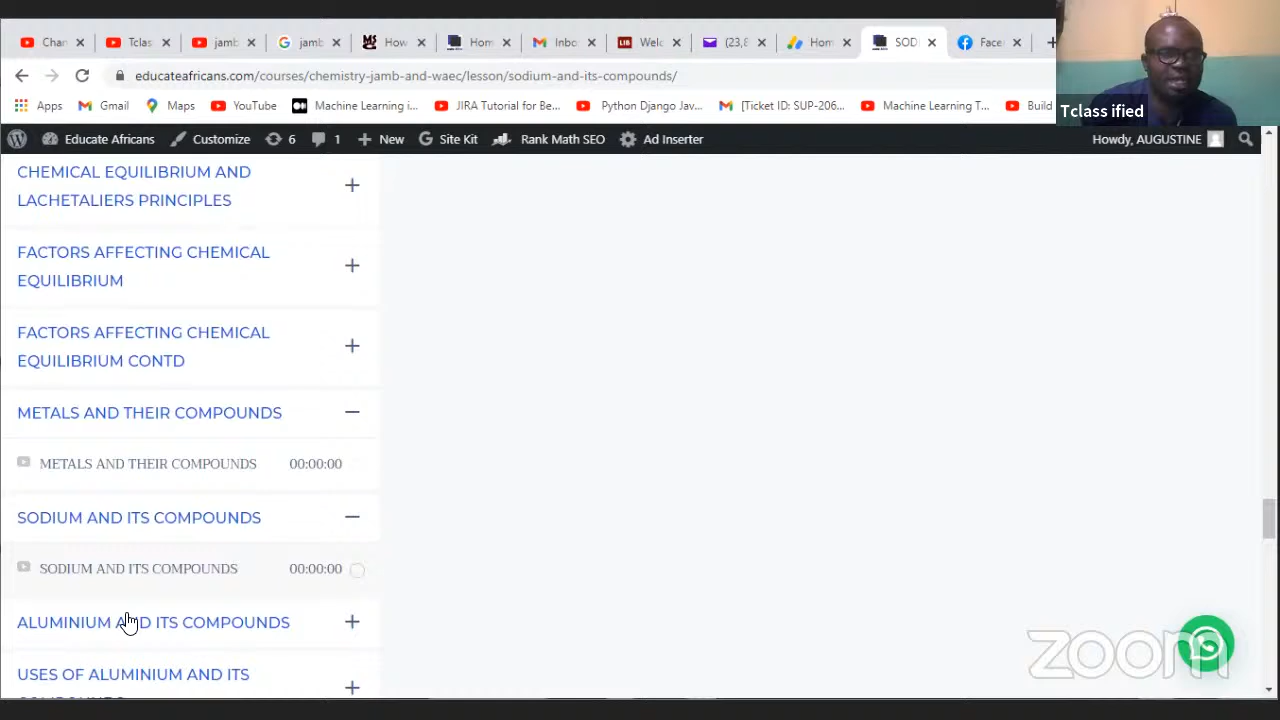 Chan
Tclas
jamb
jamb
How
Hom
Inbo
LIB
Welc
(23,8
Hom
SOD
Face
educateafricans.com/courses/chemistry-jamb-and-waec/lesson/sodium-and-its-compounds/
Apps
Gmail
Maps
YouTube
Machine Learning i...
JIRA Tutorial for Be...
Python Django Jav...
[Ticket ID: SUP-206...
Machine Learning T...
Build
Tclass ified
Educate Africans
Customize
6
1
New
Site Kit
Rank Math SEO
Ad Inserter
Howdy, AUGUSTINE
CHEMICAL EQUILIBRIUM AND
LACHETALIERS PRINCIPLES
FACTORS AFFECTING CHEMICAL
EQUILIBRIUM
FACTORS AFFECTING CHEMICAL
EQUILIBRIUM CONTD
METALS AND THEIR COMPOUNDS
METALS AND THEIR COMPOUNDS 00:00:00
SODIUM AND ITS COMPOUNDS
SODIUM AND ITS COMPOUNDS 00:00:00
ALUMINIUM AND ITS COMPOUNDS
USES OF ALUMINIUM AND ITS
zoom